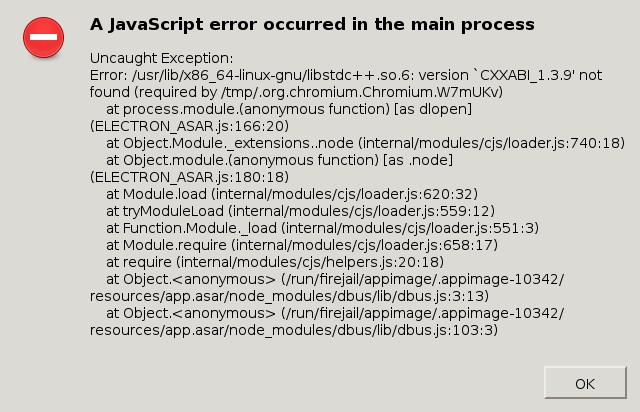 A JavaScript error occurred in the main process
Uncaught Exception:
Error: /usr/lib/x86_64-linux-gnu/libstdc++.so.6: version `CXXABI_1.3.9' not
found (required by /tmp/.org.chromium.Chromium.W7mUKv)
at process.module.(anonymous function) [as dlopen]
(ELECTRON_ASAR.js:166:20)
at Object.Module._extensions..node (internal/modules/cjs/loader.js:740:18)
at Object.module.(anonymous function) [as .node]
(ELECTRON_ASAR.js:180:18)
at Module.load (internal/modules/cjs/loader.js:620:32)
at tryModuleLoad (internal/modules/cjs/loader.js:559:12)
at Function.Module._load (internal/modules/cjs/loader.js:551:3)
at Module.require (internal/modules/cjs/loader.js:658:17)
at require (internal/modules/cjs/helpers.js:20:18)
at Object.<anonymous> (/run/firejail/appimage/.appimage-10342/
resources/app.asar/node_modules/dbus/lib/dbus.js:3:13)
at Object.<anonymous> (/run/firejail/appimage/.appimage-10342/
resources/app.asar/node_modules/dbus/lib/dbus.js:103:3)
OK